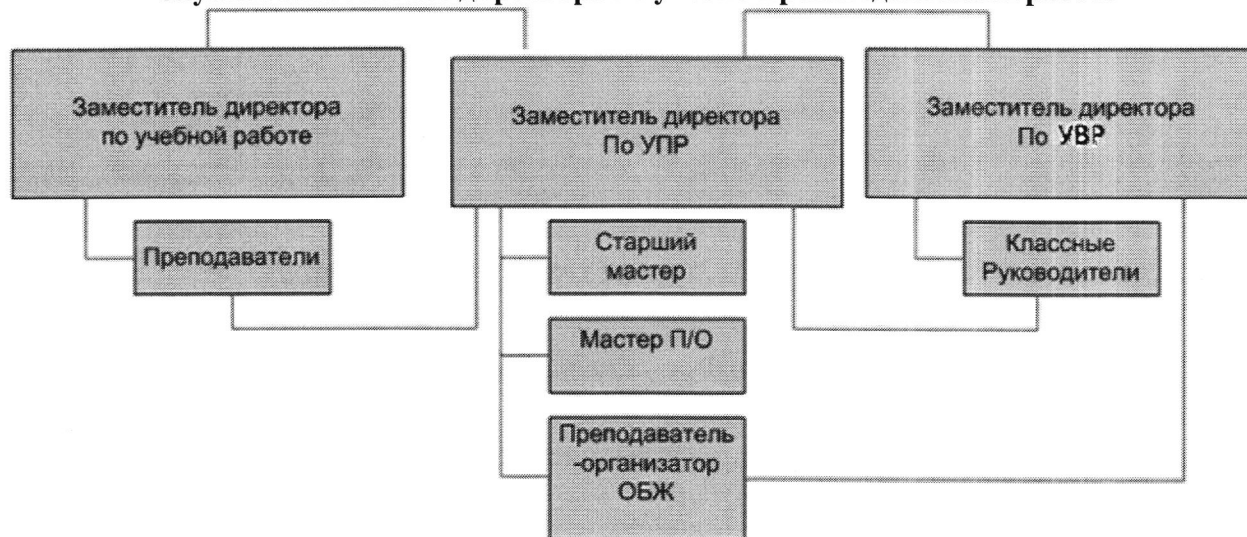 Заместитель директора
по учебной работе
Заместитель директора
По УПР
Заместитель директора
По УВР
Преподаватели
Старший
мастер
Классные
Руководители
Мастер П/О
Преподаватель
-организатор
ОБЖ